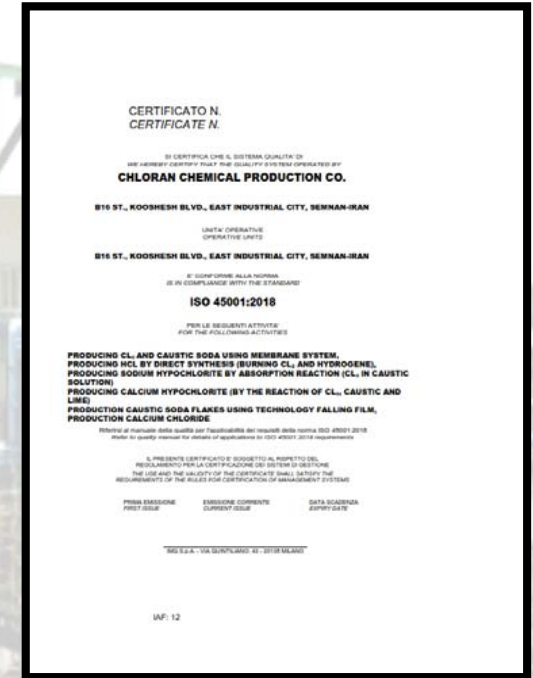 CERTIFICATO N.
CERTIFICATE N.
SI CERTIFICA CHE IL SISTEMA QUALITA' DI
WE HEREBY CERTIFY THAT THE QUALITY SYSTEM OPERATED BY
CHLORAN CHEMICAL PRODUCTION CO.
B16 ST., KOOSHESH BLVD., EAST INDUSTRIAL CITY, SEMNAN-IRAN
UNITA' OPERATIVE
OPERATIVE UNITS
B16 ST., KOOSHESH BLVD., EAST INDUSTRIAL CITY, SEMNAN-IRAN
E' CONFORME ALLA NORMA
IS IN COMPLIANCE WITH THE STANDARD
ISO 45001:2018
PER LE SEGUENTI ATTIVITA'
FOR THE FOLLOWING ACTIVITIES
PRODUCING CL₂ AND CAUSTIC SODA USING MEMBRANE SYSTEM,
PRODUCING HCL BY DIRECT SYNTHESIS (BURNING CL₂ AND HYDROGENE),
PRODUCING SODIUM HYPOCHLORITE BY ABSORPTION REACTION (CL₂ IN CAUSTIC
SOLUTION)
PRODUCING CALCIUM HYPOCHLORITE (BY THE REACTION OF CL₂, CAUSTIC AND
LIME)
PRODUCTION CAUSTIC SODA FLAKES USING TECHNOLOGY FALLING FILM,
PRODUCTION CALCIUM CHLORIDE
Riferirsi al manuale della qualità per l'applicabilità dei requisiti della norma ISO 45001:2018
Refer to quality manual for details of applications to ISO 45001:2018 requirements
IL PRESENTE CERTIFICATO E' SOGGETTO AL RISPETTO DEL
REGOLAMENTO PER LA CERTIFICAZIONE DEI SISTEMI DI GESTIONE
THE USE AND THE VALIDITY OF THE CERTIFICATE SHALL SATISFY THE
REQUIREMENTS OF THE RULES FOR CERTIFICATION OF MANAGEMENT SYSTEMS
PRIMA EMISSIONE EMISSIONE CORRENTE DATA SCADENZA
FIRST ISSUE CURRENT ISSUE EXPIRY DATE
IMQ S.p.A. - VIA QUINTILIANO, 43 - 20138 MILANO
IAF: 12